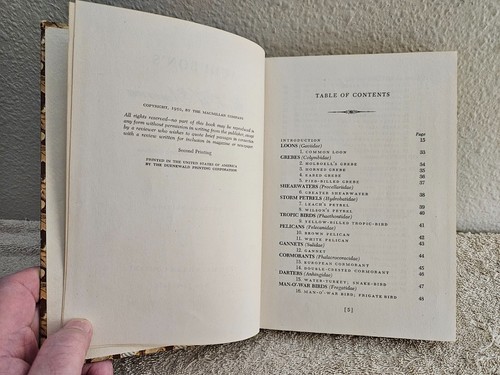 COPYRIGHT, 1950, BY THE MACMILLAN COMPANY
All rights reserved—no part of this book may be reproduced in
any form without permission in writing from the publisher, except
by a reviewer who wishes to quote brief passages in connection
with a review written for inclusion in magazine or newspaper.
Second Printing
PRINTED IN THE UNITED STATES OF AMERICA
BY THE DUENEWALD PRINTING CORPORATION
TABLE OF CONTENTS
Page
INTRODUCTION 13
LOONS (Gaviidae)
1. COMMON LOON 33
GREBES (Colymbidae)
2. HOLBOELL'S GREBE 34
3. HORNED GREBE 35
4. EARED GREBE 36
5. PIED-BILLED GREBE 37
SHEARWATERS (Procellariidae)
6. GREATER SHEARWATER 38
STORM PETRELS (Hydrobatidae)
7. LEACH'S PETREL 39
8. WILSON'S PETREL 40
TROPIC BIRDS (Phaethontidae)
9. YELLOW-BILLED TROPIC-BIRD 41
PELICANS (Pelecanidae)
10. BROWN PELICAN 42
11. WHITE PELICAN 42
GANNETS (Sulidae)
12. GANNET 43
CORMORANTS (Phalacrocoracidae)
13. EUROPEAN CORMORANT 44
14. DOUBLE-CRESTED CORMORANT 45
DARTERS (Anhingidae)
15. WATER-TURKEY, SNAKE-BIRD 46
MAN-O'-WAR BIRDS (Fregatidae)
16. MAN-O'-WAR BIRD, FRIGATE BIRD 48
[5]